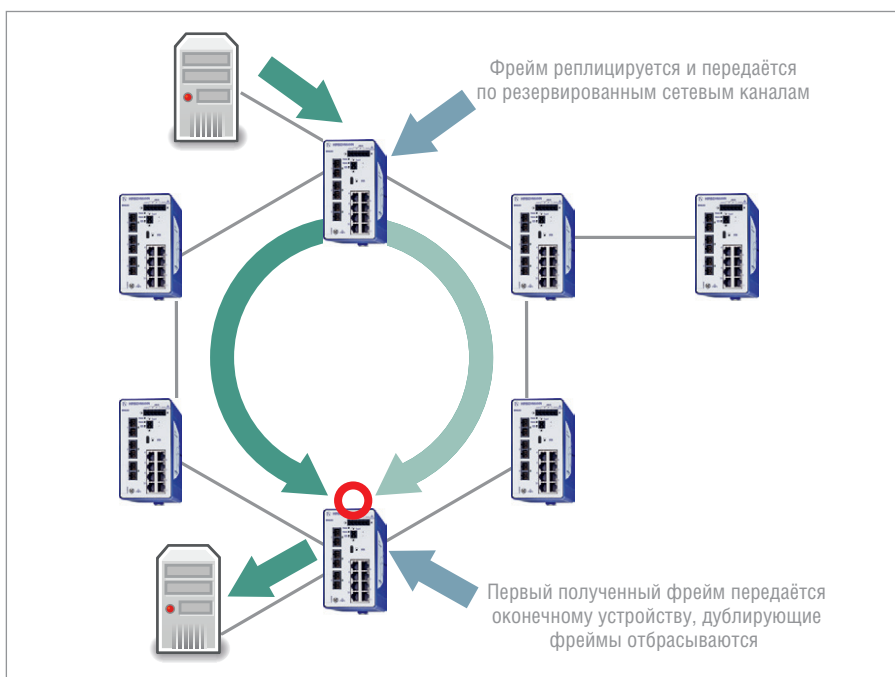 Фрейм реплицируется и передаётся
по резервированным сетевым каналам
Первый полученный фрейм передаётся
оконечному устройству, дублирующие
фреймы отбрасываются